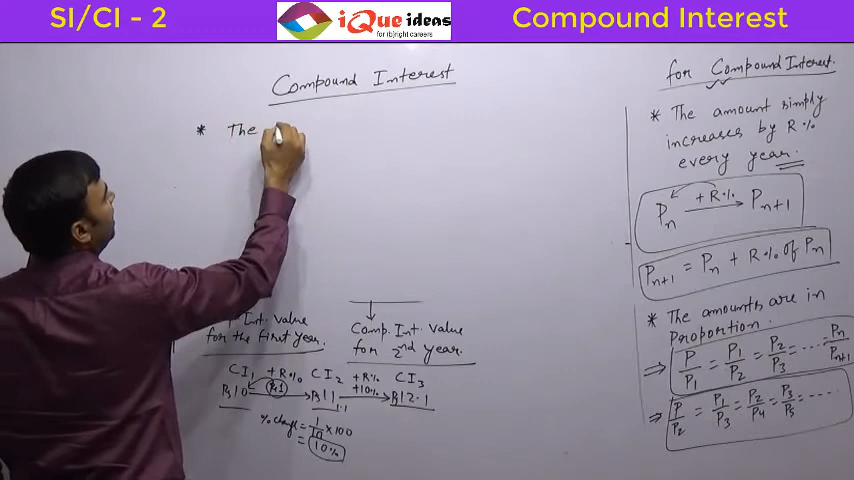 SI/CI - 2
iQue ideas
for (b)right careers
Compound Interest
Compound Interest
* The
Int. Value
for the first year.
Comp. Int. Value
for 2nd year.
CI1 +R% CI2 +R% CI3
₨10 ₨1 ₨11 +10% ₨12.1
1.1
% change = 1/10 × 100
= 10%
for Compound Interest.
* The amount simply
increases by R%
every year.
Pn +R% → Pn+1
Pn+1 = Pn + R% of Pn
* The amounts are in
Proportion.
⇒ P/P1 = P1/P2 = P2/P3 = ..... = Pn/Pn+1
⇒ P/P2 = P1/P3 = P2/P4 = P3/P5 = .....